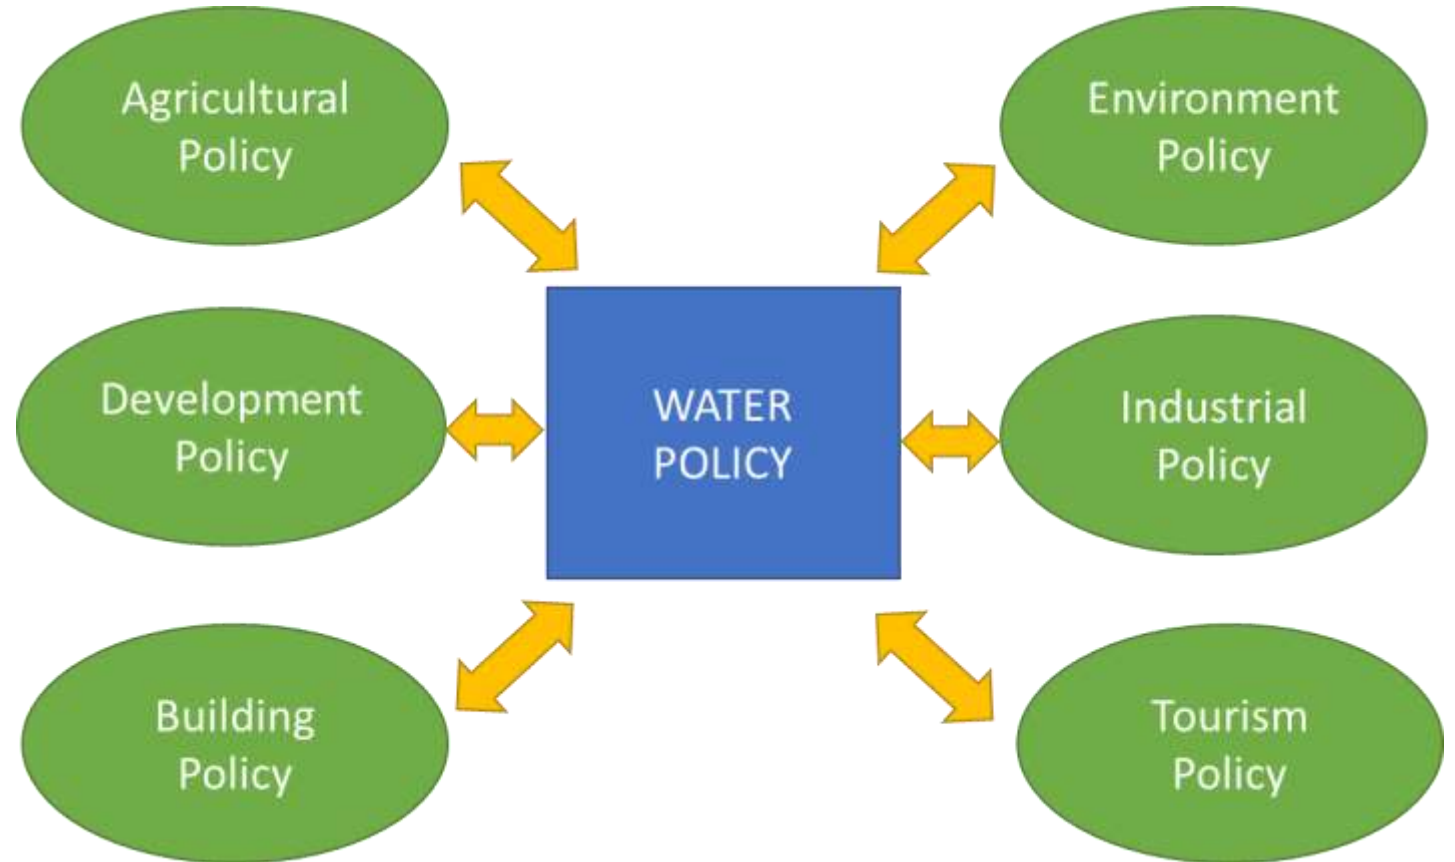 Agricultural
Policy
Environment
Policy
Development
Policy
WATER
POLICY
Industrial
Policy
Building
Policy
Tourism
Policy